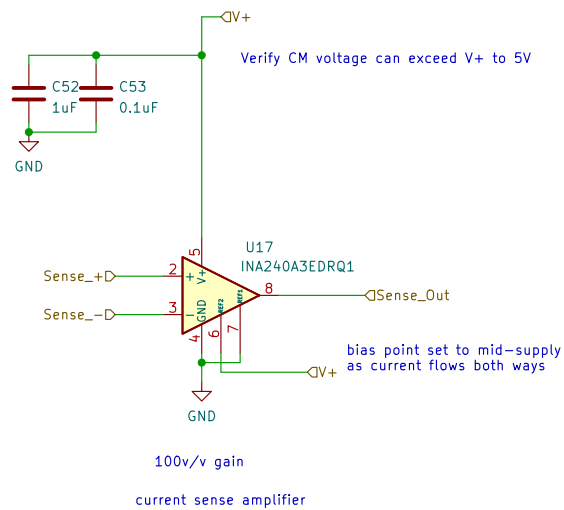 V+
Verify CM voltage can exceed V+ to 5V
C52
1uF
C53
0.1uF
GND
U17
INA240A3EDRQ1
5
V+
Sense_+
2
+
8
Sense_Out
Sense_-
3
-
GND
REF2
REF1
4
6
7
V+
bias point set to mid-supply
as current flows both ways
GND
100v/v gain
current sense amplifier